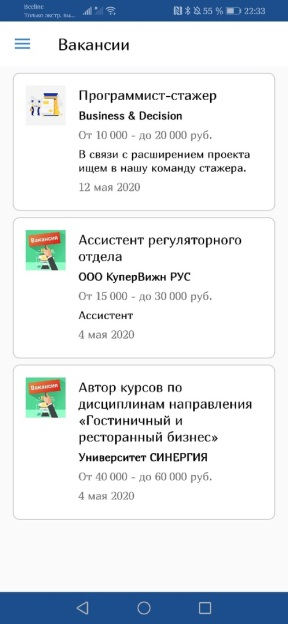 Beeline
Только экстр. вы...
55 %
22:33
Вакансии
Программист-стажер
Business & Decision
От 10 000 - до 20 000 руб.
В связи с расширением проекта
ищем в нашу команду стажера.
12 мая 2020
Вакансии
Ассистент регуляторного
отдела
ООО КуперВижн РУС
От 15 000 - до 30 000 руб.
Ассистент
4 мая 2020
Вакансии
Автор курсов по
дисциплинам направления
«Гостиничный и
ресторанный бизнес»
Университет СИНЕРГИЯ
От 40 000 - до 60 000 руб.
4 мая 2020